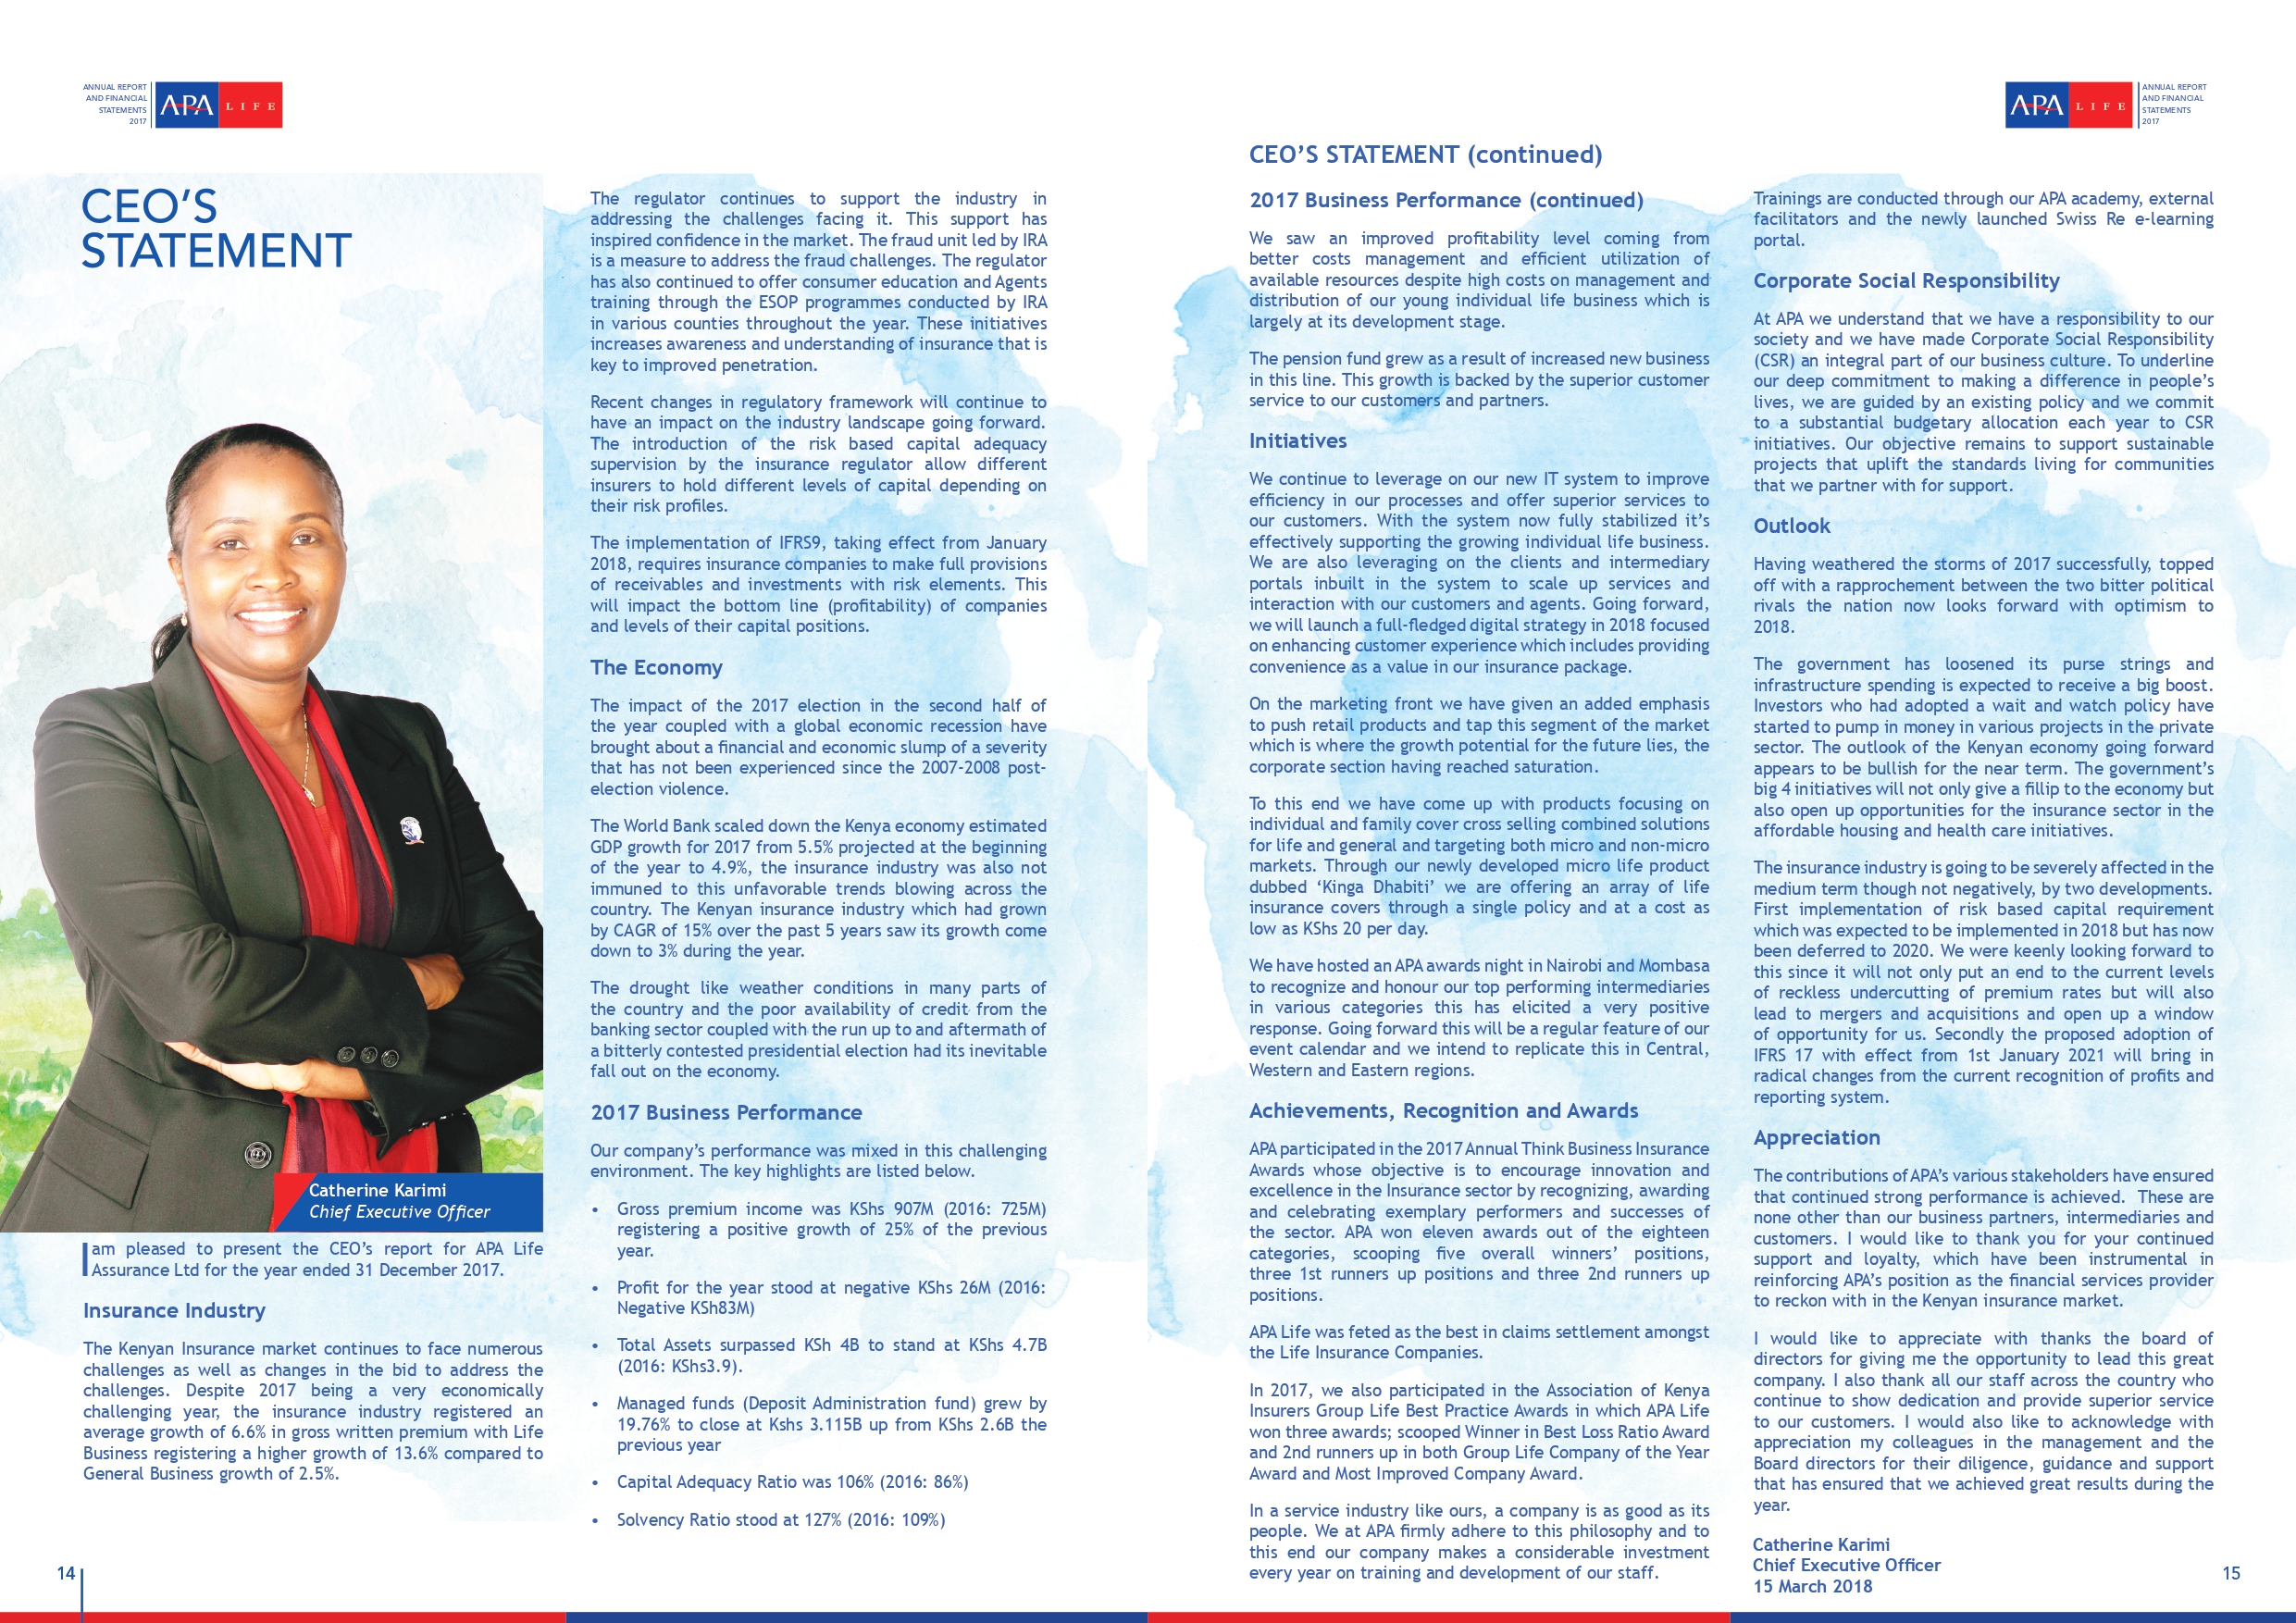 ANNUAL REPORT
AND FINANCIAL
STATEMENTS
2017
APA LIFE
CEO’S
STATEMENT
Catherine Karimi
Chief Executive Officer
I am pleased to present the CEO’s report for APA Life
Assurance Ltd for the year ended 31 December 2017.
Insurance Industry
The Kenyan Insurance market continues to face numerous
challenges as well as changes in the bid to address the
challenges. Despite 2017 being a very economically
challenging year, the insurance industry registered an
average growth of 6.6% in gross written premium with Life
Business registering a higher growth of 13.6% compared to
General Business growth of 2.5%.
The regulator continues to support the industry in
addressing the challenges facing it. This support has
inspired confidence in the market. The fraud unit led by IRA
is a measure to address the fraud challenges. The regulator
has also continued to offer consumer education and Agents
training through the ESOP programmes conducted by IRA
in various counties throughout the year. These initiatives
increases awareness and understanding of insurance that is
key to improved penetration.
Recent changes in regulatory framework will continue to
have an impact on the industry landscape going forward.
The introduction of the risk based capital adequacy
supervision by the insurance regulator allow different
insurers to hold different levels of capital depending on
their risk profiles.
The implementation of IFRS9, taking effect from January
2018, requires insurance companies to make full provisions
of receivables and investments with risk elements. This
will impact the bottom line (profitability) of companies
and levels of their capital positions.
The Economy
The impact of the 2017 election in the second half of
the year coupled with a global economic recession have
brought about a financial and economic slump of a severity
that has not been experienced since the 2007-2008 post-
election violence.
The World Bank scaled down the Kenya economy estimated
GDP growth for 2017 from 5.5% projected at the beginning
of the year to 4.9%, the insurance industry was also not
immune to this unfavorable trends blowing across the
country. The Kenyan insurance industry which had grown
by CAGR of 15% over the past 5 years saw its growth come
down to 3% during the year.
The drought like weather conditions in many parts of
the country and the poor availability of credit from the
banking sector coupled with the run up to and aftermath of
a bitterly contested presidential election had its inevitable
fall out on the economy.
2017 Business Performance
Our company’s performance was mixed in this challenging
environment. The key highlights are listed below.
• Gross premium income was KShs 907M (2016: 725M)
registering a positive growth of 25% of the previous
year.
• Profit for the year stood at negative KShs 26M (2016:
Negative KSh83M)
• Total Assets surpassed KSh 4B to stand at KShs 4.7B
(2016: KShs3.9).
• Managed funds (Deposit Administration fund) grew by
19.76% to close at Kshs 3.115B up from KShs 2.6B the
previous year
• Capital Adequacy Ratio was 106% (2016: 86%)
• Solvency Ratio stood at 127% (2016: 109%)
14
APA LIFE
ANNUAL REPORT
AND FINANCIAL
STATEMENTS
2017
CEO’S STATEMENT (continued)
2017 Business Performance (continued)
We saw an improved profitability level coming from
better costs management and efficient utilization of
available resources despite high costs on management and
distribution of our young individual life business which is
largely at its development stage.
The pension fund grew as a result of increased new business
in this line. This growth is backed by the superior customer
service to our customers and partners.
Initiatives
We continue to leverage on our new IT system to improve
efficiency in our processes and offer superior services to
our customers. With the system now fully stabilized it’s
effectively supporting the growing individual life business.
We are also leveraging on the clients and intermediary
portals inbuilt in the system to scale up services and
interaction with our customers and agents. Going forward,
we will launch a full-fledged digital strategy in 2018 focused
on enhancing customer experience which includes providing
convenience as a value in our insurance package.
On the marketing front we have given an added emphasis
to push retail products and tap this segment of the market
which is where the growth potential for the future lies, the
corporate section having reached saturation.
To this end we have come up with products focusing on
individual and family cover cross selling combined solutions
for life and general and targeting both micro and non-micro
markets. Through our newly developed micro life product
dubbed ‘Kinga Dhabiti’ we are offering an array of life
insurance covers through a single policy and at a cost as
low as KShs 20 per day.
We have hosted an APA awards night in Nairobi and Mombasa
to recognize and honour our top performing intermediaries
in various categories this has elicited a very positive
response. Going forward this will be a regular feature of our
event calendar and we intend to replicate this in Central,
Western and Eastern regions.
Achievements, Recognition and Awards
APA participated in the 2017 Annual Think Business Insurance
Awards whose objective is to encourage innovation and
excellence in the Insurance sector by recognizing, awarding
and celebrating exemplary performers and successes of
the sector. APA won eleven awards out of the eighteen
categories, scooping five overall winners’ positions,
three 1st runners up positions and three 2nd runners up
positions.
APA Life was feted as the best in claims settlement amongst
the Life Insurance Companies.
In 2017, we also participated in the Association of Kenya
Insurers Group Life Best Practice Awards in which APA Life
won three awards; scooped Winner in Best Loss Ratio Award
and 2nd runners up in both Group Life Company of the Year
Award and Most Improved Company Award.
In a service industry like ours, a company is as good as its
people. We at APA firmly adhere to this philosophy and to
this end our company makes a considerable investment
every year on training and development of our staff.
Trainings are conducted through our APA academy, external
facilitators and the newly launched Swiss Re e-learning
portal.
Corporate Social Responsibility
At APA we understand that we have a responsibility to our
society and we have made Corporate Social Responsibility
(CSR) an integral part of our business culture. To underline
our deep commitment to making a difference in people’s
lives, we are guided by an existing policy and we commit
to a substantial budgetary allocation each year to CSR
initiatives. Our objective remains to support sustainable
projects that uplift the standards living for communities
that we partner with for support.
Outlook
Having weathered the storms of 2017 successfully, topped
off with a rapprochement between the two bitter political
rivals the nation now looks forward with optimism to
2018.
The government has loosened its purse strings and
infrastructure spending is expected to receive a big boost.
Investors who had adopted a wait and watch policy have
started to pump in money in various projects in the private
sector. The outlook of the Kenyan economy going forward
appears to be bullish for the near term. The government’s
big 4 initiatives will not only give a fillip to the economy but
also open up opportunities for the insurance sector in the
affordable housing and health care initiatives.
The insurance industry is going to be severely affected in the
medium term though not negatively, by two developments.
First implementation of risk based capital requirement
which was expected to be implemented in 2018 but has now
been deferred to 2020. We were keenly looking forward to
this since it will not only put an end to the current levels
of reckless undercutting of premium rates but will also
lead to mergers and acquisitions and open up a window
of opportunity for us. Secondly the proposed adoption of
IFRS 17 with effect from 1st January 2021 will bring in
radical changes from the current recognition of profits and
reporting system.
Appreciation
The contributions of APA’s various stakeholders have ensured
that continued strong performance is achieved. These are
none other than our business partners, intermediaries and
customers. I would like to thank you for your continued
support and loyalty, which have been instrumental in
reinforcing APA’s position as the financial services provider
to reckon with in the Kenyan insurance market.
I would like to appreciate with thanks the board of
directors for giving me the opportunity to lead this great
company. I also thank all our staff across the country who
continue to show dedication and provide superior service
to our customers. I would also like to acknowledge with
appreciation my colleagues in the management and the
Board directors for their diligence, guidance and support
that has ensured that we achieved great results during the
year.
Catherine Karimi
Chief Executive Officer
15 March 2018
15